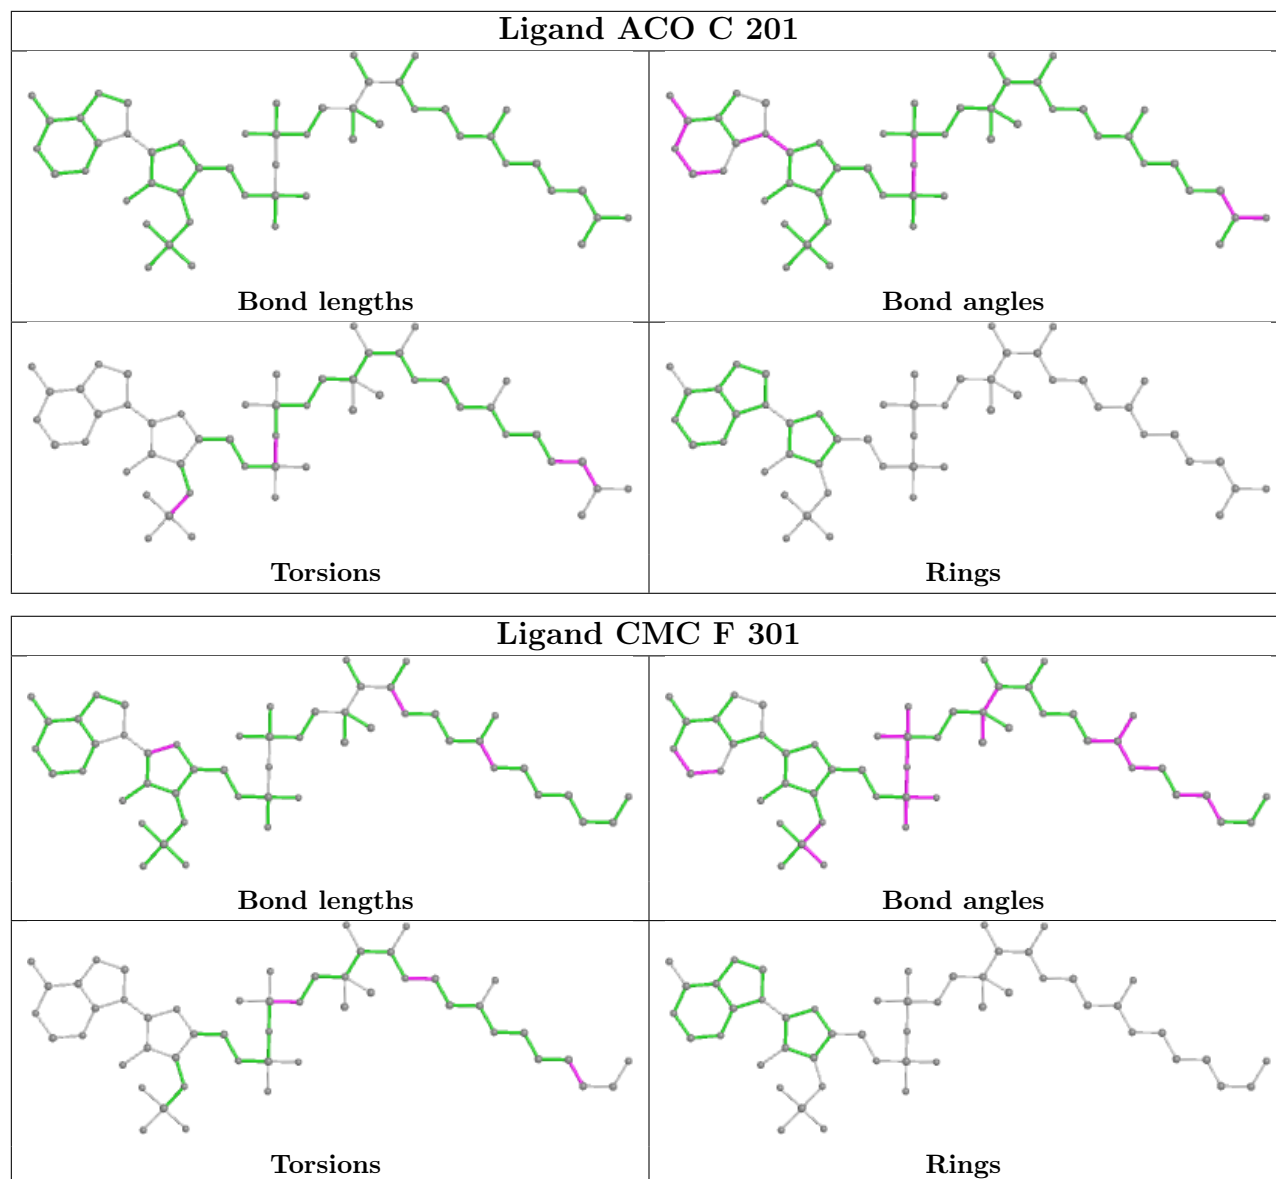 Ligand ACO C 201
Bond lengths
Bond angles
Torsions
Rings
Ligand CMC F 301
Bond lengths
Bond angles
Torsions
Rings